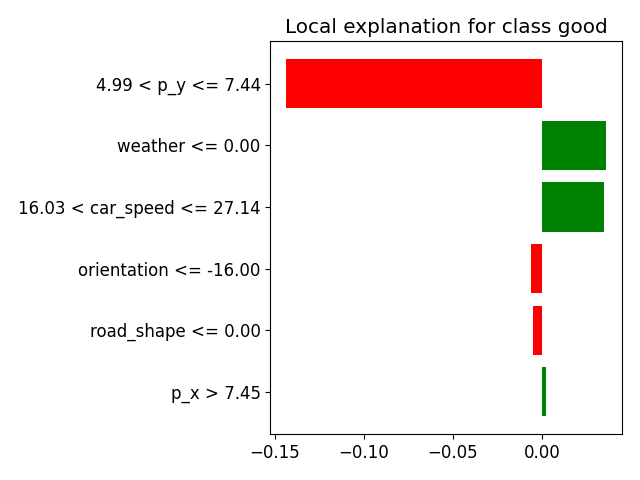 Local explanation for class good
4.99 < p_y <= 7.44
weather <= 0.00
16.03 < car_speed <= 27.14
orientation <= -16.00
road_shape <= 0.00
p_x > 7.45
−0.15 −0.10 −0.05 0.00